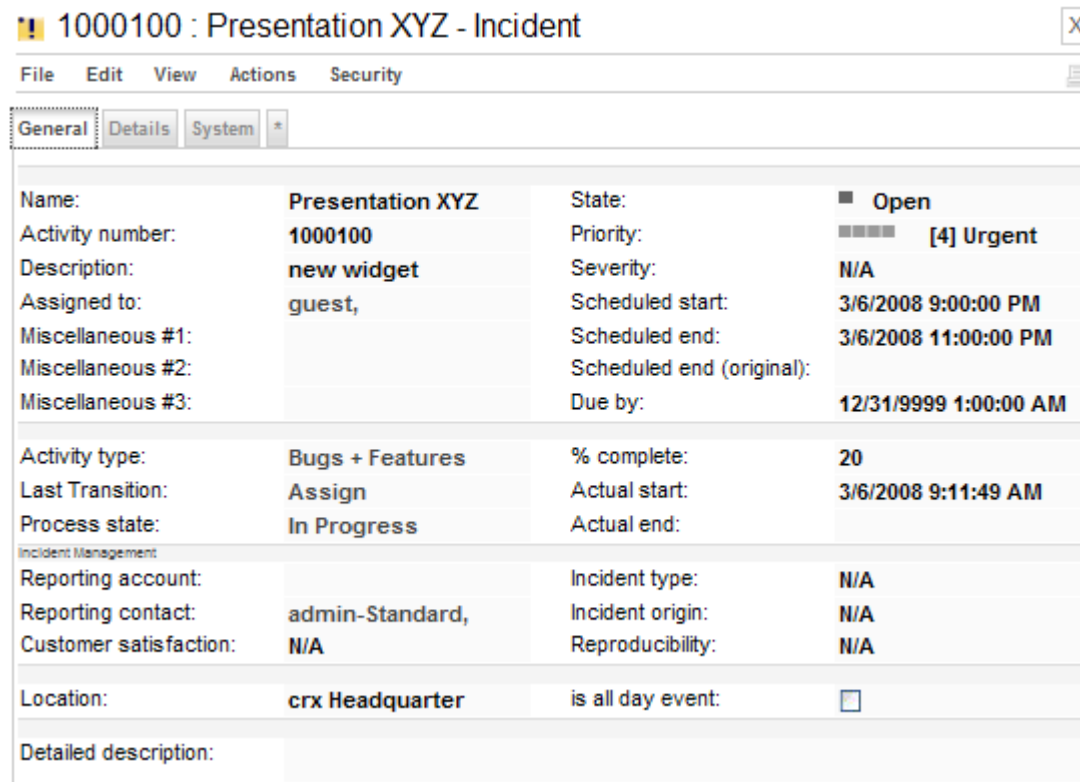 1000100 : Presentation XYZ - Incident
X
File Edit View Actions Security
General Details System *
Name: Presentation XYZ State: Open
Activity number: 1000100 Priority: [4] Urgent
Description: new widget Severity: N/A
Assigned to: guest, Scheduled start: 3/6/2008 9:00:00 PM
Miscellaneous #1: Scheduled end: 3/6/2008 11:00:00 PM
Miscellaneous #2: Scheduled end (original):
Miscellaneous #3: Due by: 12/31/9999 1:00:00 AM
Activity type: Bugs + Features % complete: 20
Last Transition: Assign Actual start: 3/6/2008 9:11:49 AM
Process state: In Progress Actual end:
Incident Management
Reporting account: Incident type: N/A
Reporting contact: admin-Standard, Incident origin: N/A
Customer satisfaction: N/A Reproducibility: N/A
Location: crx Headquarter is all day event:
Detailed description: